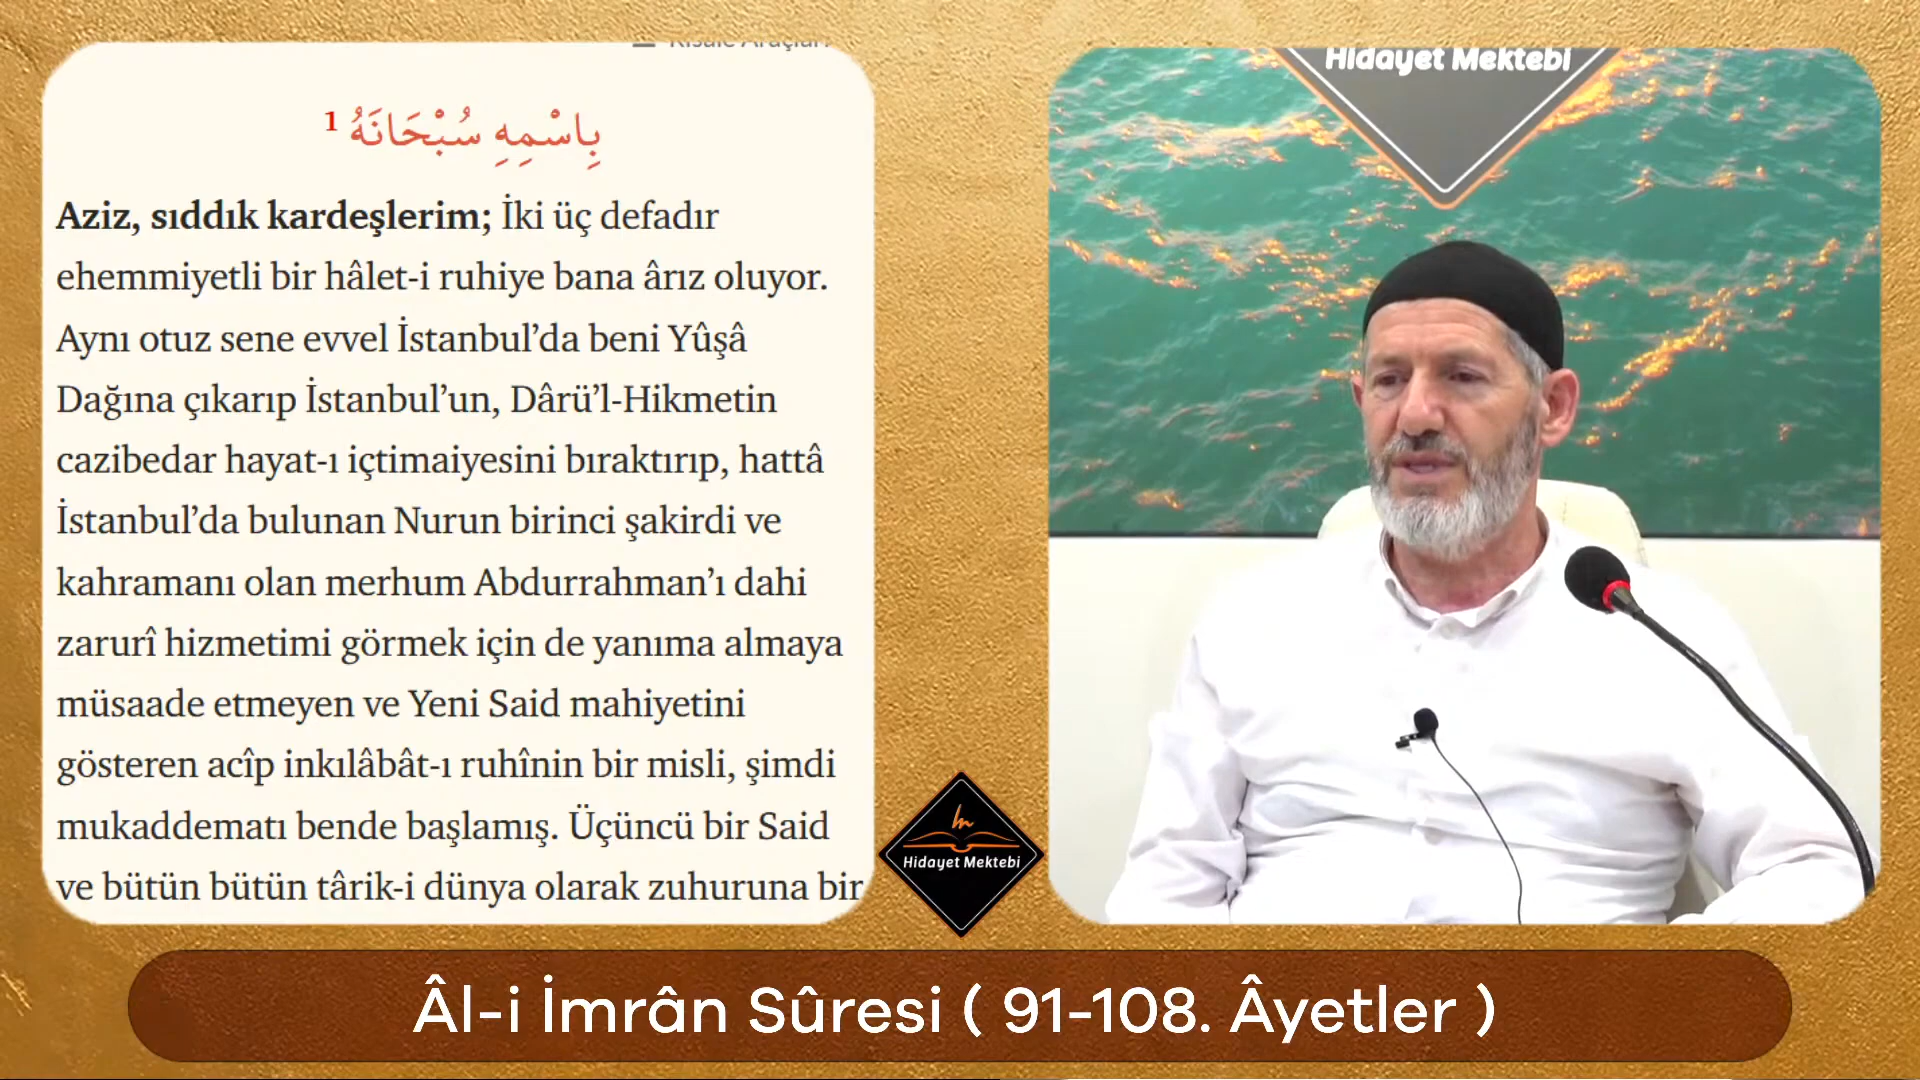 Risale Araçları
بِاسْمِهِ سُبْحَانَهُ 1
Aziz, sıddık kardeşlerim; İki üç defadır
ehemmiyetli bir hâlet-i ruhiye bana ârız oluyor.
Aynı otuz sene evvel İstanbul’da beni Yûşâ
Dağına çıkarıp İstanbul’un, Dârü’l-Hikmetin
cazibedar hayat-ı içtimaiyesini bıraktırıp, hattâ
İstanbul’da bulunan Nurun birinci şakirdi ve
kahramanı olan merhum Abdurrahman’ı dahi
zarurî hizmetimi görmek için de yanıma almaya
müsaade etmeyen ve Yeni Said mahiyetini
gösteren acîp inkılâbât-ı ruhînin bir misli, şimdi
mukaddematı bende başlamış. Üçüncü bir Said
ve bütün bütün târik-i dünya olarak zuhuruna bir
Hidayet Mektebi
Hidayet Mektebi
Âl-i İmrân Sûresi ( 91-108. Âyetler )